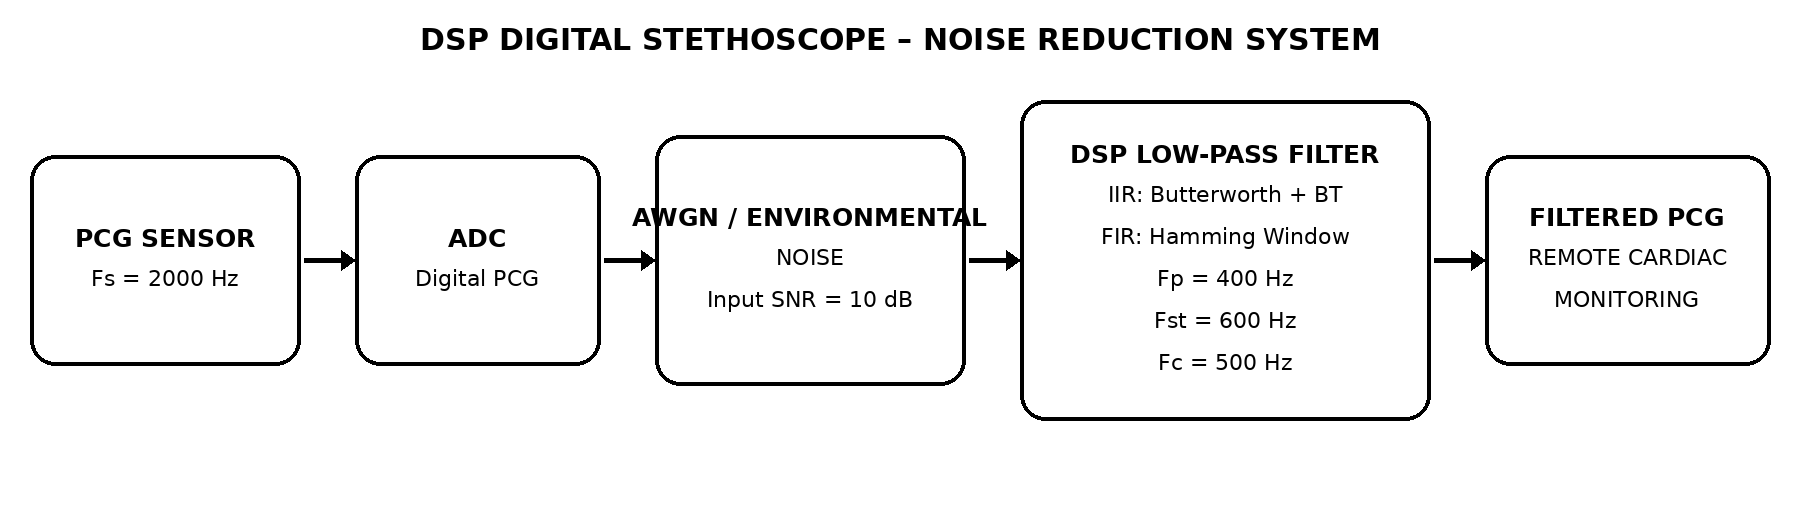 DSP DIGITAL STETHOSCOPE – NOISE REDUCTION SYSTEM
PCG SENSOR
Fs = 2000 Hz
ADC
Digital PCG
AWGN / ENVIRONMENTAL
NOISE
Input SNR = 10 dB
DSP LOW-PASS FILTER
IIR: Butterworth + BT
FIR: Hamming Window
Fp = 400 Hz
Fst = 600 Hz
Fc = 500 Hz
FILTERED PCG
REMOTE CARDIAC
MONITORING